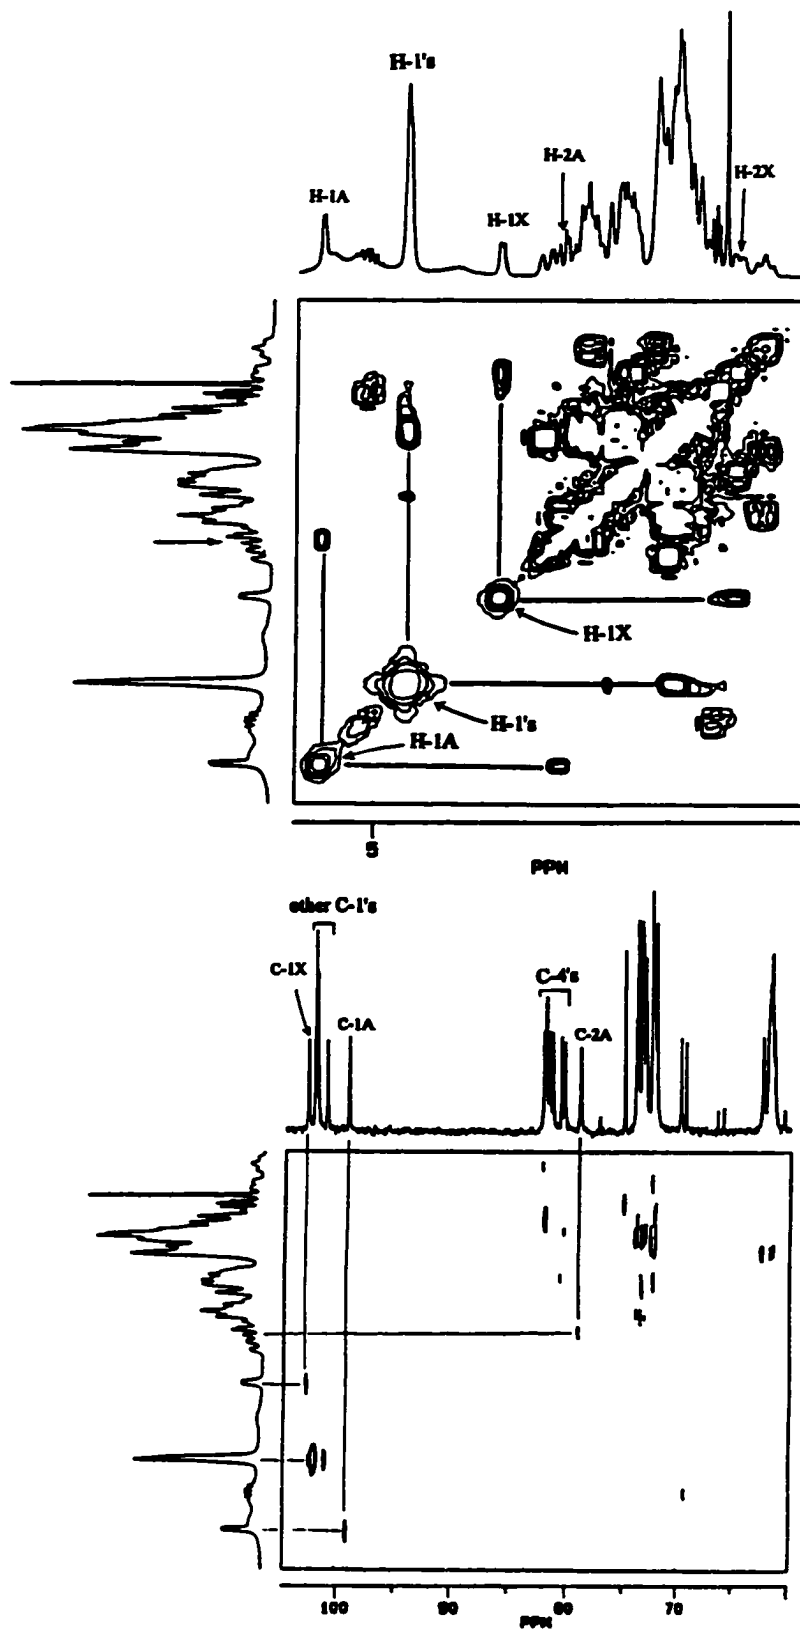 H-1's
H-2A
H-2X
H-1A
H-1X
H-1X
H-1's
H-1A
5
PPM
other C-1's
C-1X
C-4's
C-1A
C-2A
100 90 80 70
PPM